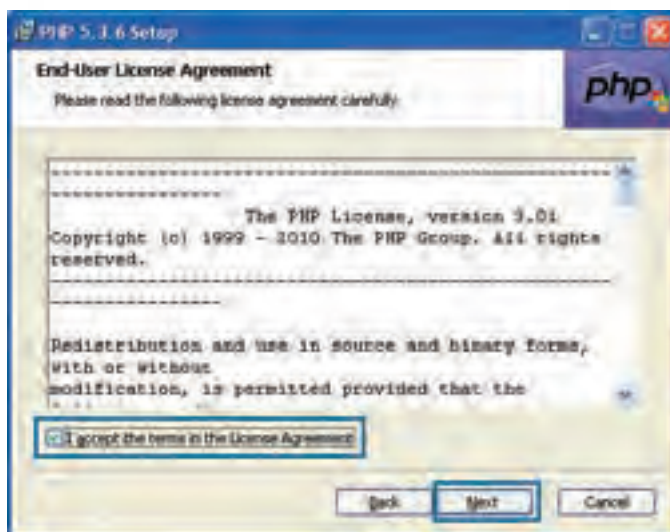 PHP 5.3.6 Setup
End-User License Agreement
Please read the following license agreement carefully.
php
The PHP License, version 3.01
Copyright (c) 1999 - 2010 The PHP Group. All rights
reserved.
Redistribution and use in source and binary forms,
with or without
modification, is permitted provided that the
I accept the terms in the License Agreement
Back Next Cancel